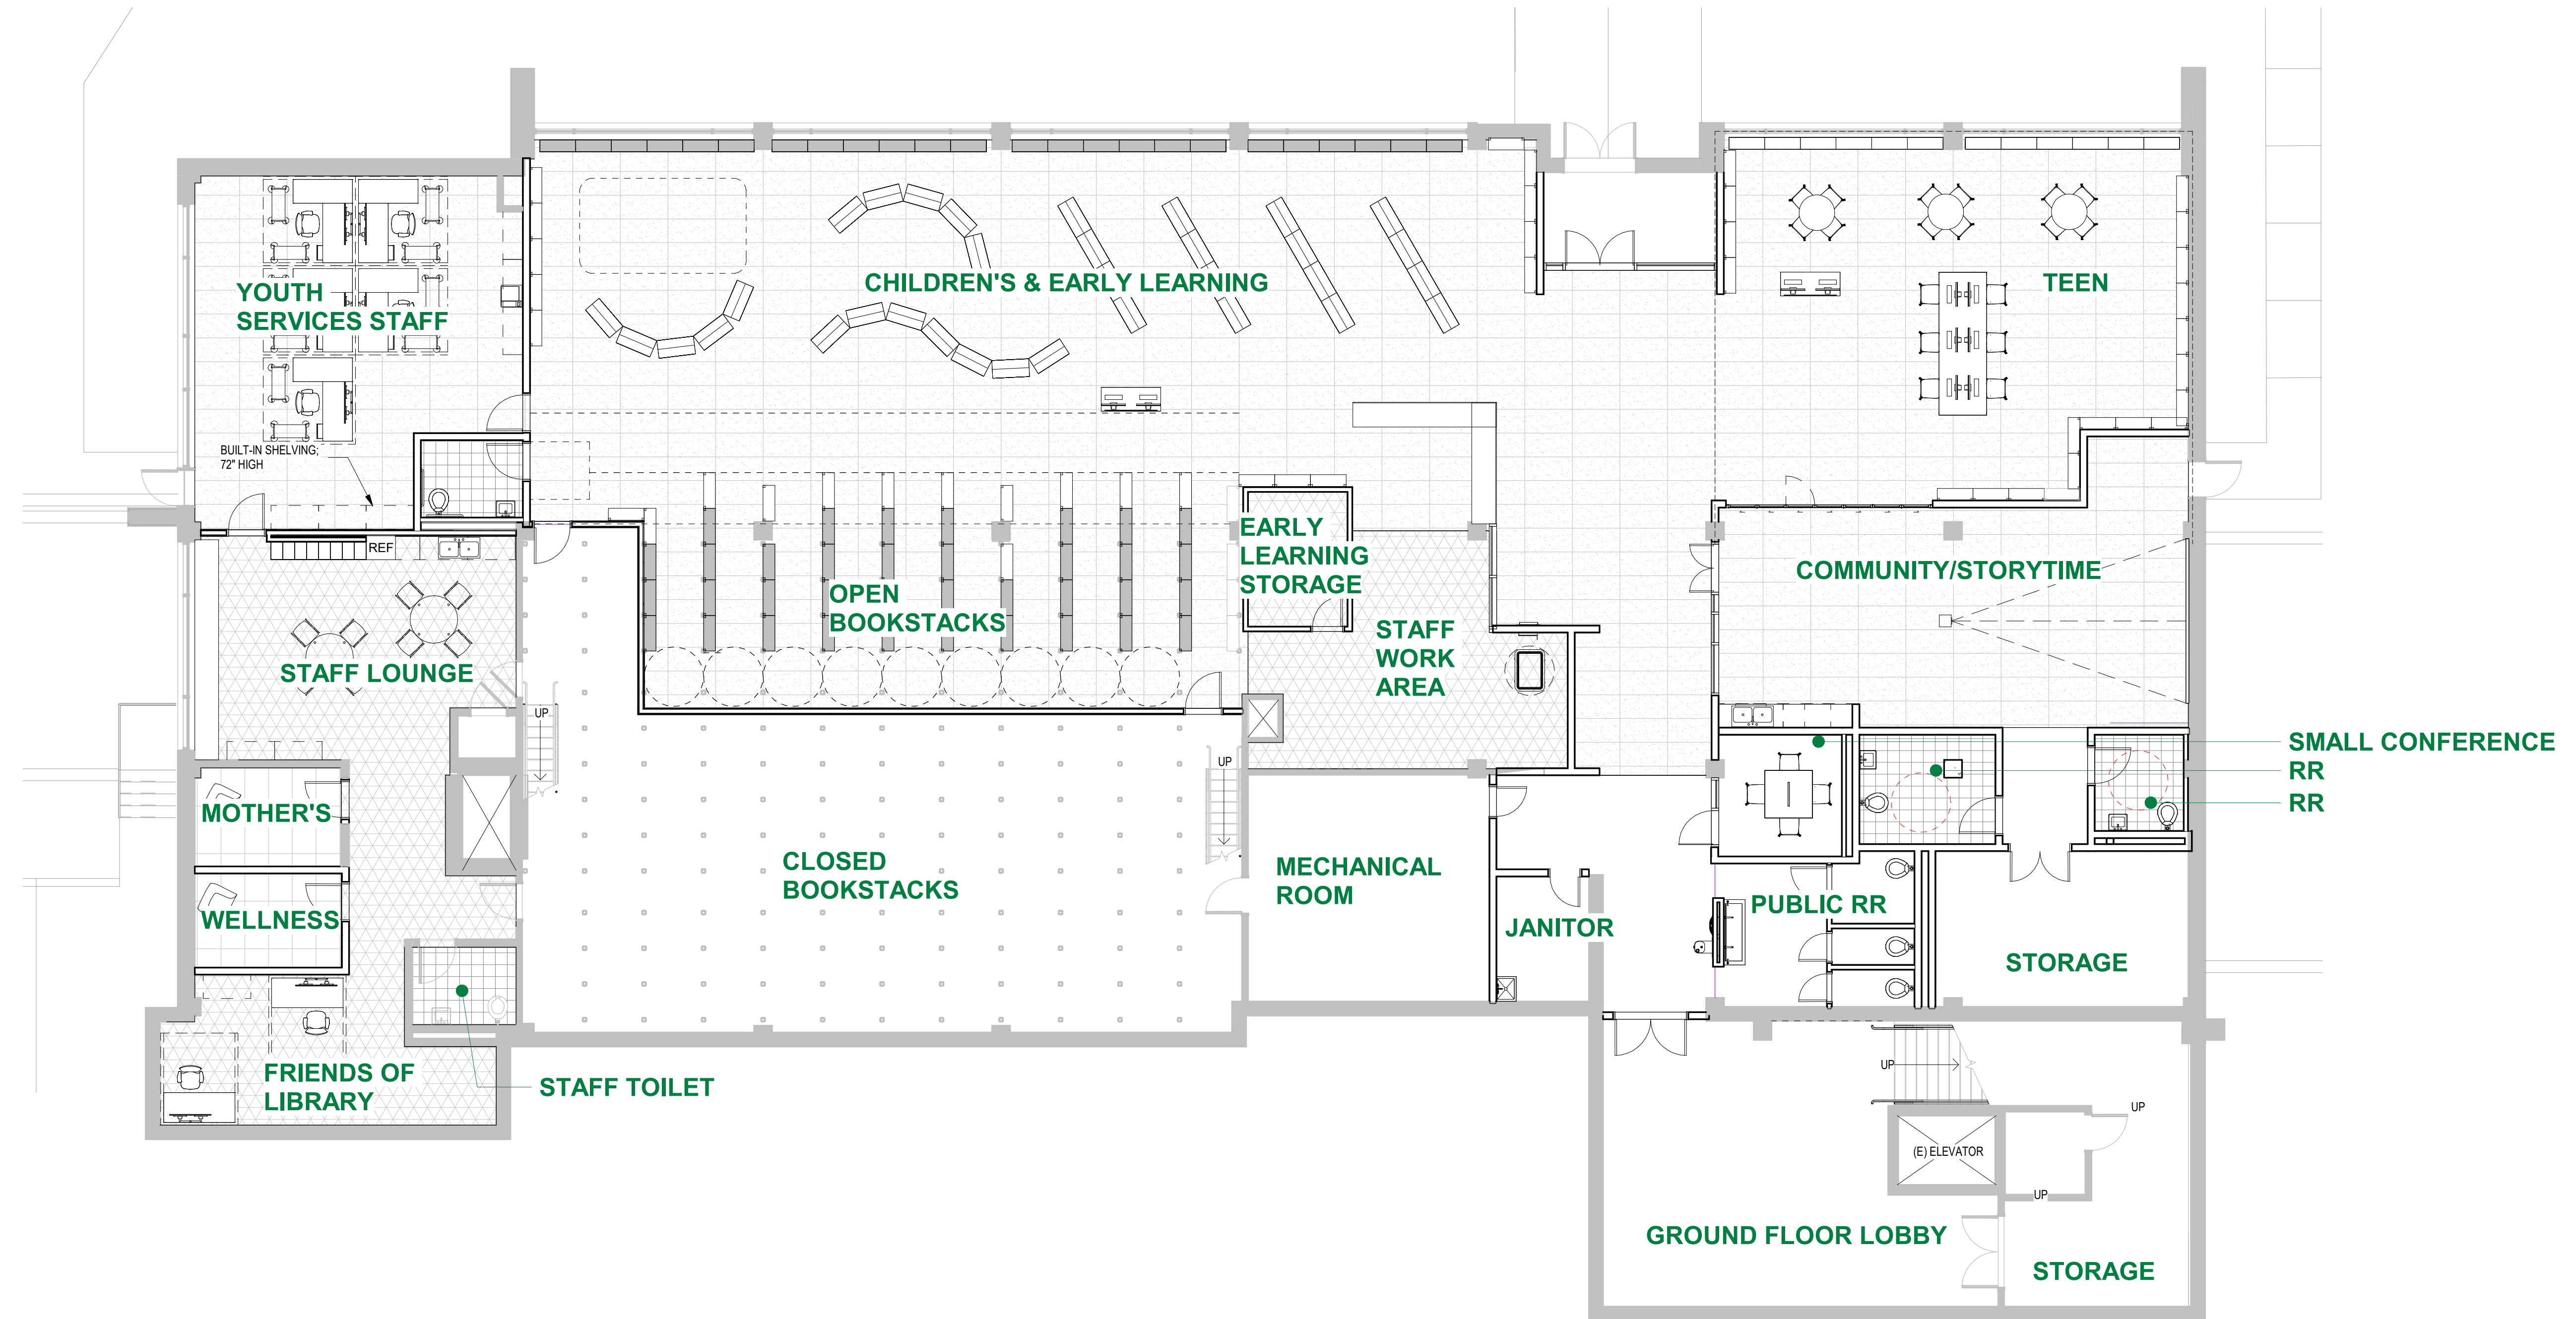 CHILDREN'S & EARLY LEARNING
TEEN
YOUTH
SERVICES STAFF
BUILT-IN SHELVING;
72" HIGH
REF
EARLY
LEARNING
STORAGE
COMMUNITY/STORYTIME
OPEN
BOOKSTACKS
STAFF
WORK
AREA
STAFF LOUNGE
UP
UP
SMALL CONFERENCE
RR
RR
MOTHER'S
CLOSED
BOOKSTACKS
MECHANICAL
ROOM
WELLNESS
PUBLIC RR
JANITOR
STORAGE
FRIENDS OF
LIBRARY
STAFF TOILET
UP
UP
(E) ELEVATOR
UP
GROUND FLOOR LOBBY
STORAGE